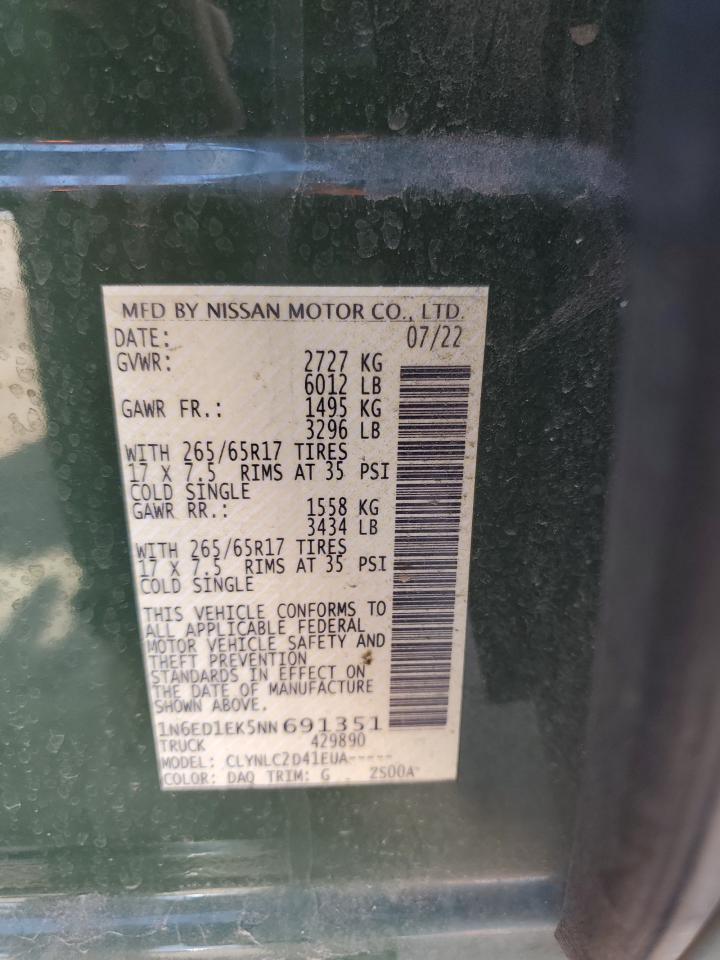 MFD BY NISSAN MOTOR CO., LTD.
DATE: 07/22
GVWR: 2727 KG
6012 LB
GAWR FR.: 1495 KG
3296 LB
WITH 265/65R17 TIRES
17 X 7.5 RIMS AT 35 PSI
COLD SINGLE
GAWR RR.: 1558 KG
3434 LB
WITH 265/65R17 TIRES
17 X 7.5 RIMS AT 35 PSI
COLD SINGLE
THIS VEHICLE CONFORMS TO
ALL APPLICABLE FEDERAL
MOTOR VEHICLE SAFETY AND
THEFT PREVENTION
STANDARDS IN EFFECT ON
THE DATE OF MANUFACTURE
SHOWN ABOVE.
1N6ED1EK5NN691351
TRUCK 429890
MODEL: CLYNLC2D41EUA-----
COLOR: DAQ TRIM: G 2S00A